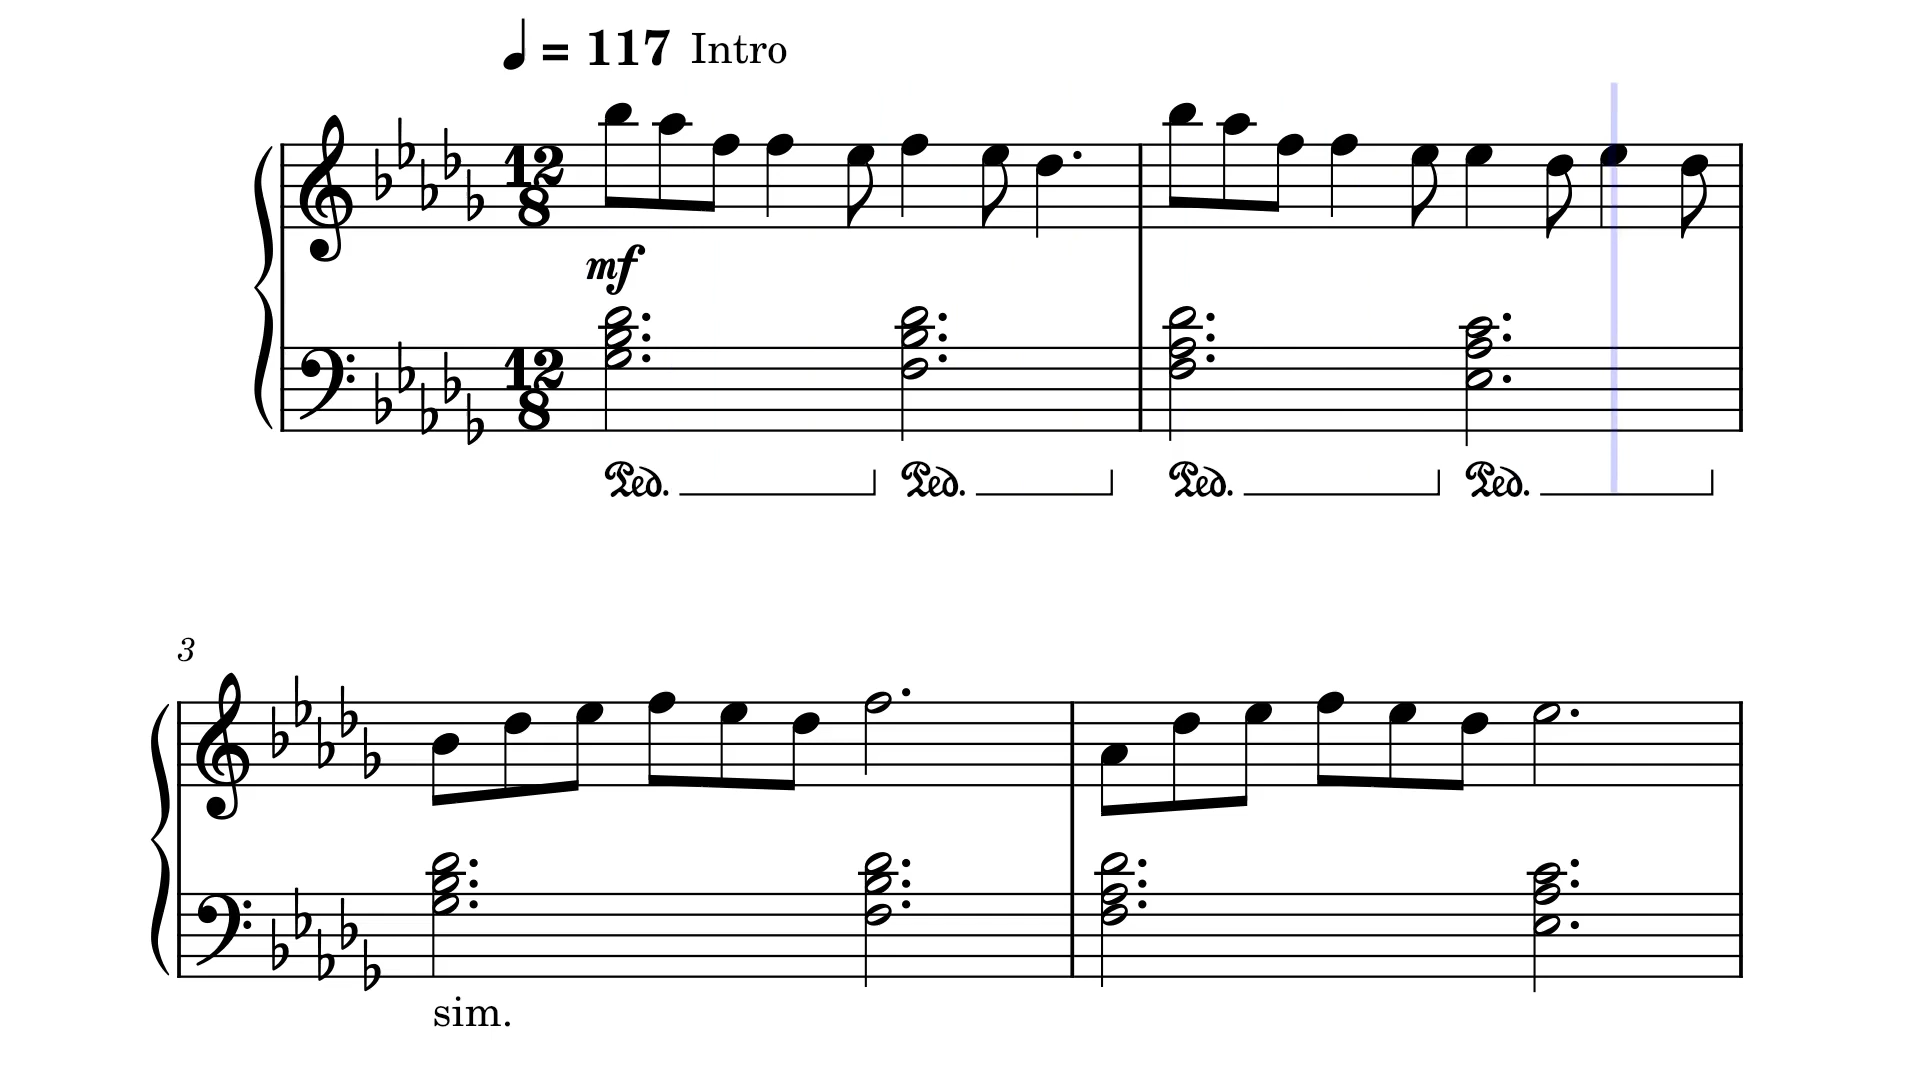 ♩ = 117 Intro
12
8
mf
12
8
Ped. Ped. Ped. Ped.
3
sim.